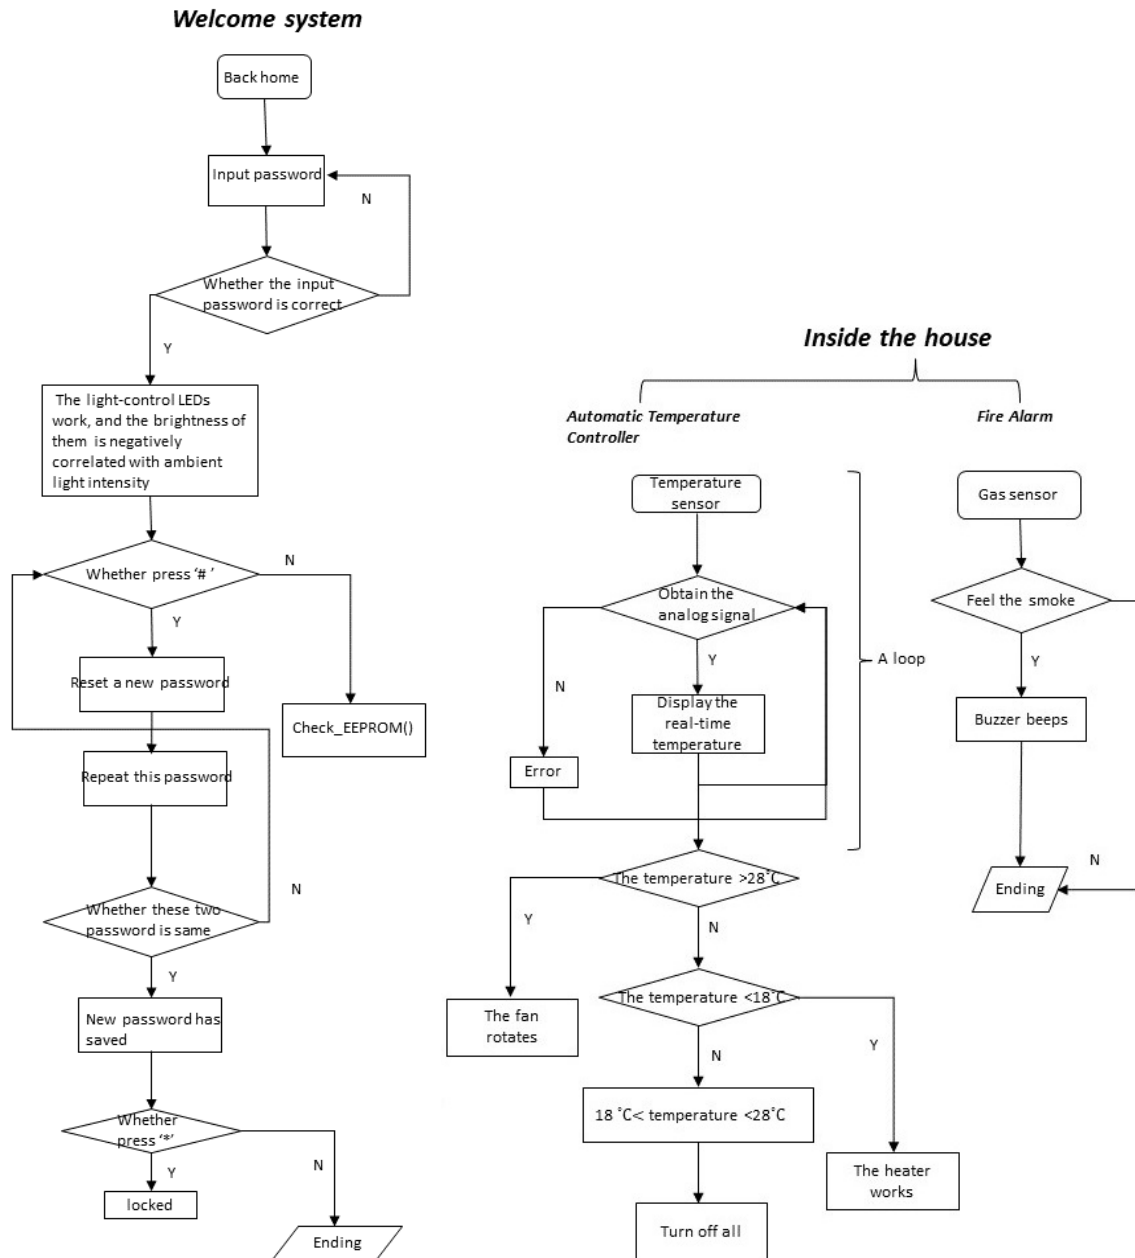 Welcome system
Back home
Input password
N
Whether the input
password is correct
Y
The light-control LEDs
work, and the brightness of
them is negatively
correlated with ambient
light intensity
Whether press ‘# ’
N
Y
Reset a new password
Check_EEPROM()
Repeat this password
N
Whether these two
password is same
Y
New password has
saved
Whether
press ‘*’
Y
N
locked
Ending
Inside the house
Automatic Temperature
Controller
Temperature
sensor
Obtain the
analog signal
Y
N
Display the
real-time
temperature
Error
A loop
The temperature >28˚C
Y
N
The temperature <18˚C
The fan
rotates
N
Y
18 ˚C< temperature <28˚C
The heater
works
Turn off all
Fire Alarm
Gas sensor
Feel the smoke
Y
Buzzer beeps
N
Ending